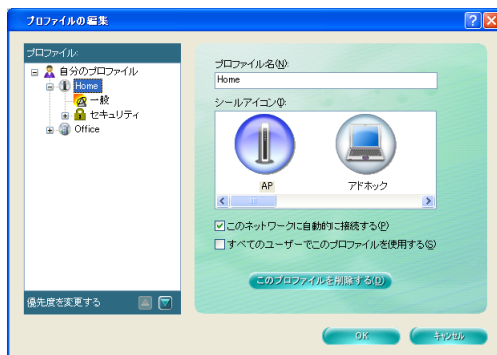 プロファイルの編集
プロファイル:
自分のプロファイル
Home
一般
セキュリティ
Office
優先度を変更する
プロファイル名(N):
Home
シールアイコン(I):
AP
アドホック
このネットワークに自動的に接続する(P)
すべてのユーザーでこのプロファイルを使用する(S)
このプロファイルを削除する(D)
OK
キャンセル